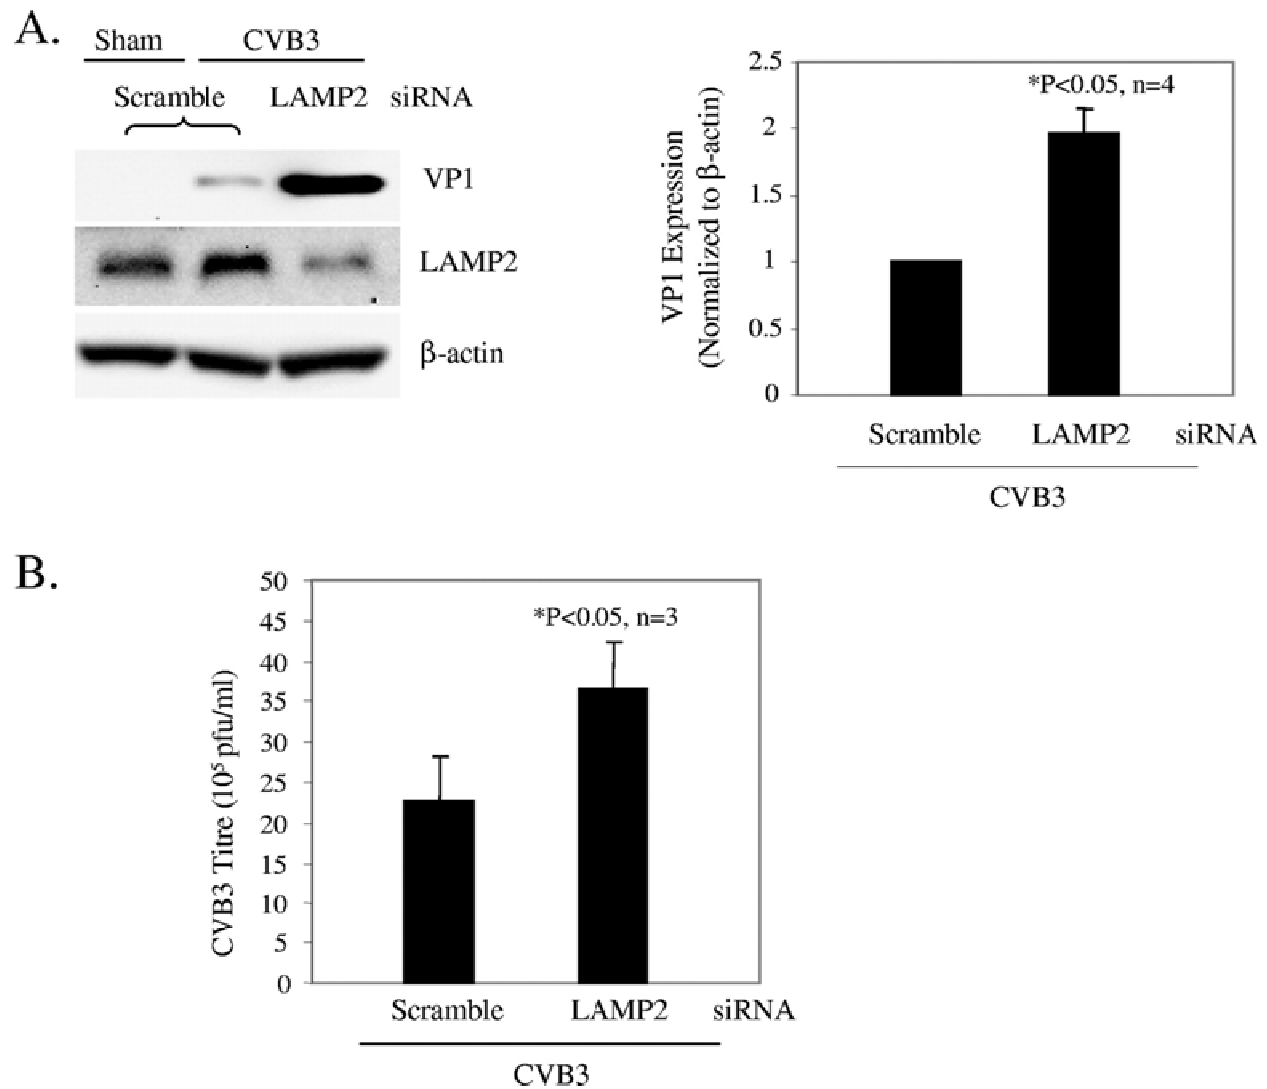 A.
Sham CVB3
Scramble LAMP2 siRNA
VP1
LAMP2
β-actin
2.5
2
1.5
1
0.5
0
VP1 Expression
(Normalized to β-actin)
*P<0.05, n=4
Scramble LAMP2 siRNA
CVB3
B.
50
45
40
35
30
25
20
15
10
5
0
CVB3 Titre (10⁵ pfu/ml)
*P<0.05, n=3
Scramble LAMP2 siRNA
CVB3